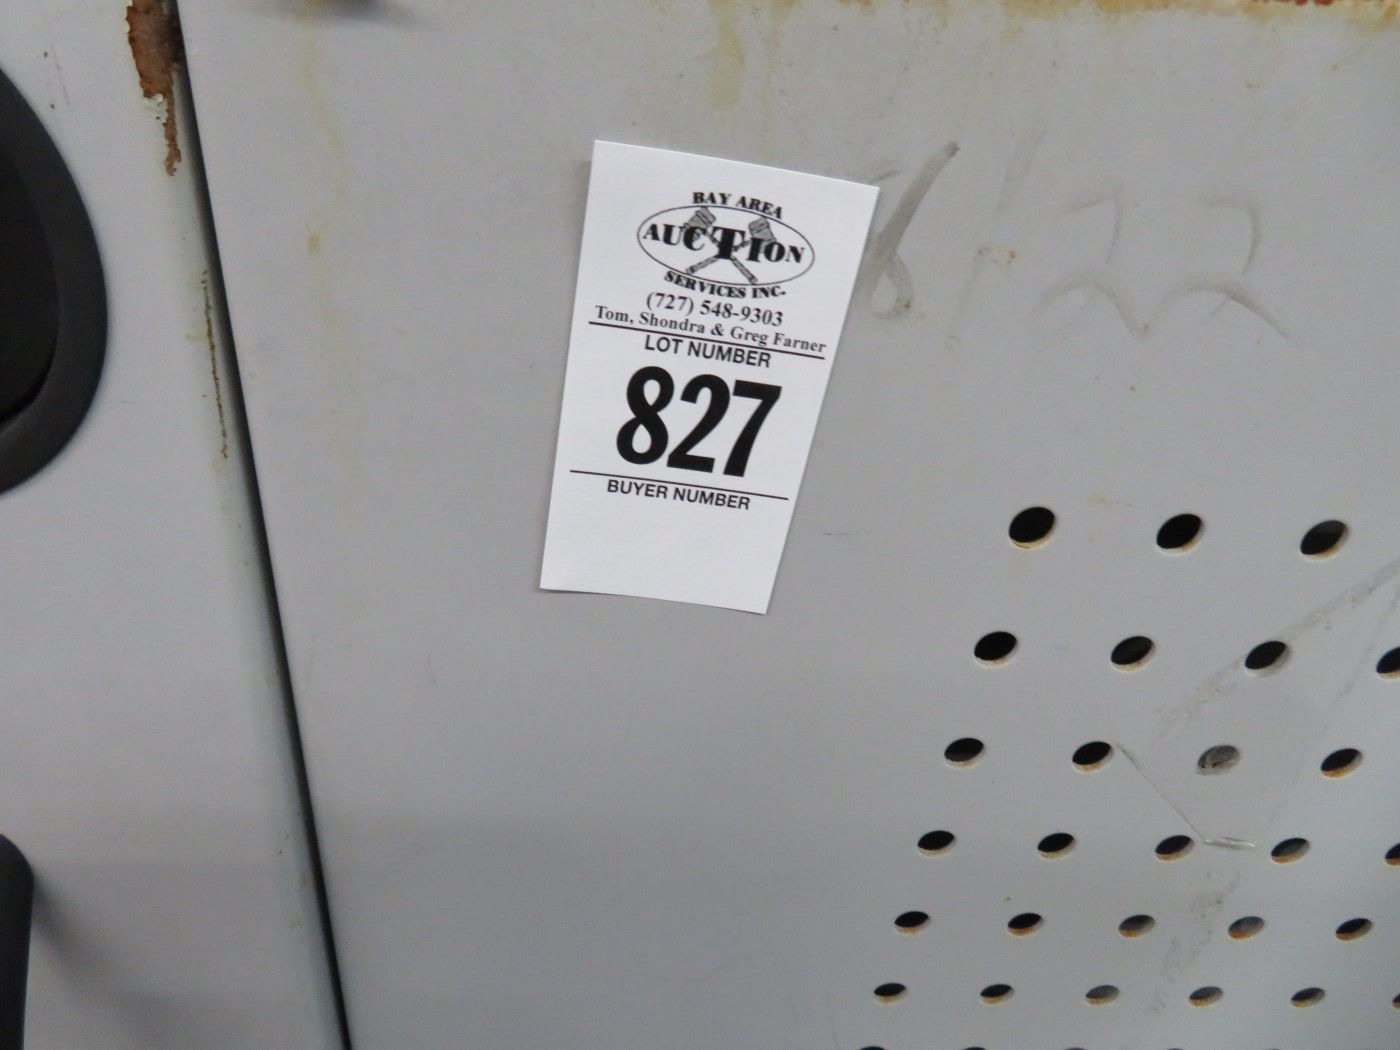 BAY AREA
AUCTION
SERVICES INC.
(727) 548-9303
Tom, Shondra & Greg Farner
LOT NUMBER
827
BUYER NUMBER